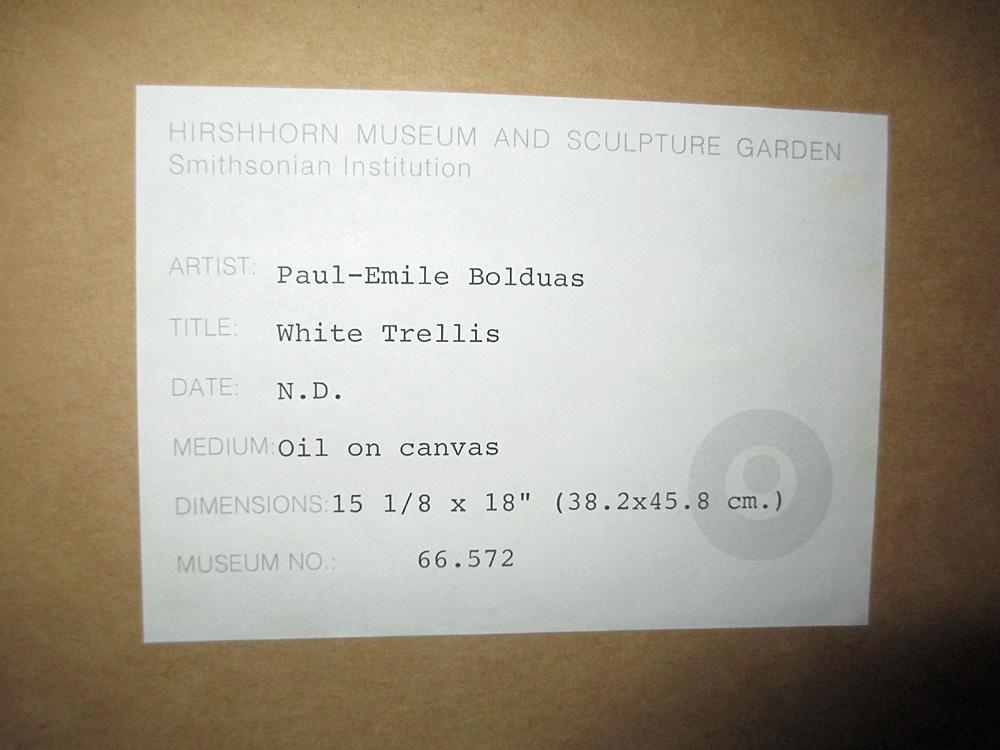 HIRSHHORN MUSEUM AND SCULPTURE GARDEN
Smithsonian Institution
ARTIST: Paul-Emile Bolduas
TITLE: White Trellis
DATE: N.D.
MEDIUM: Oil on canvas
DIMENSIONS: 15 1/8 x 18" (38.2x45.8 cm.)
MUSEUM NO.: 66.572